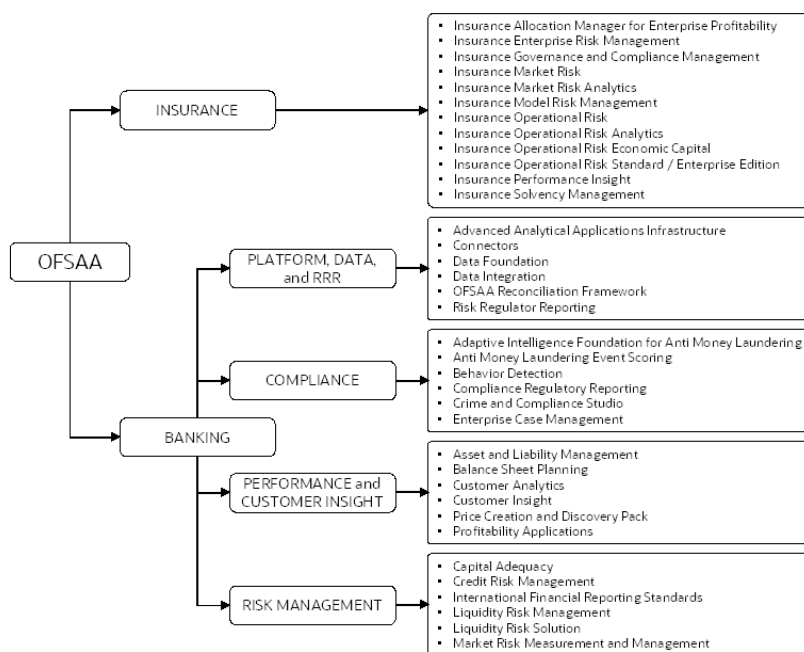 OFSAA
INSURANCE
Insurance Allocation Manager for Enterprise Profitability
Insurance Enterprise Risk Management
Insurance Governance and Compliance Management
Insurance Market Risk
Insurance Market Risk Analytics
Insurance Model Risk Management
Insurance Operational Risk
Insurance Operational Risk Analytics
Insurance Operational Risk Economic Capital
Insurance Operational Risk Standard / Enterprise Edition
Insurance Performance Insight
Insurance Solvency Management
BANKING
PLATFORM, DATA,
and RRR
Advanced Analytical Applications Infrastructure
Connectors
Data Foundation
Data Integration
OFSAA Reconciliation Framework
Risk Regulator Reporting
COMPLIANCE
Adaptive Intelligence Foundation for Anti Money Laundering
Anti Money Laundering Event Scoring
Behavior Detection
Compliance Regulatory Reporting
Crime and Compliance Studio
Enterprise Case Management
PERFORMANCE and
CUSTOMER INSIGHT
Asset and Liability Management
Balance Sheet Planning
Customer Analytics
Customer Insight
Price Creation and Discovery Pack
Profitability Applications
RISK MANAGEMENT
Capital Adequacy
Credit Risk Management
International Financial Reporting Standards
Liquidity Risk Management
Liquidity Risk Solution
Market Risk Measurement and Management